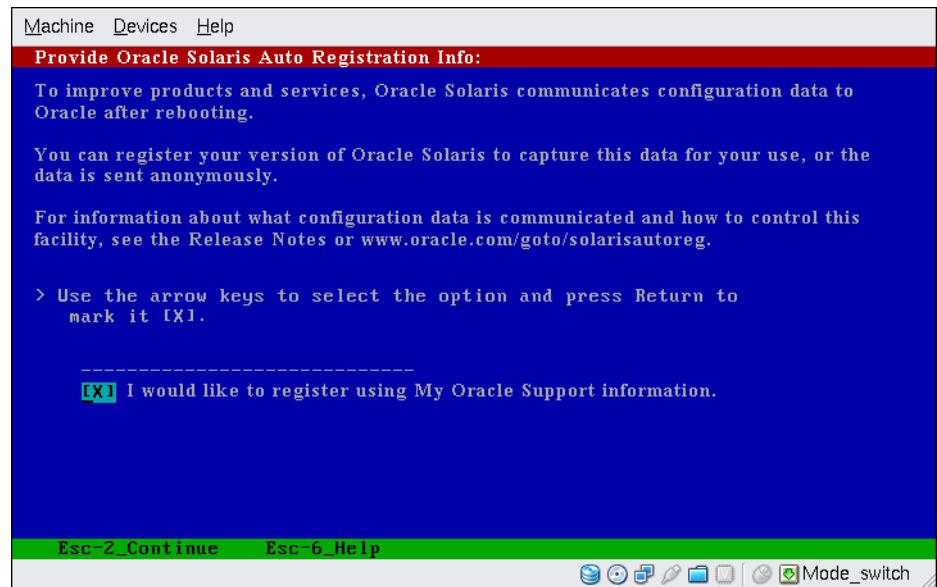 Machine Devices Help
Provide Oracle Solaris Auto Registration Info:
To improve products and services, Oracle Solaris communicates configuration data to
Oracle after rebooting.
You can register your version of Oracle Solaris to capture this data for your use, or the
data is sent anonymously.
For information about what configuration data is communicated and how to control this
facility, see the Release Notes or www.oracle.com/goto/solarisautoreg.
> Use the arrow keys to select the option and press Return to
mark it [X].
____________________________
[X] I would like to register using My Oracle Support information.
Esc-2_Continue Esc-6_Help
Mode_switch